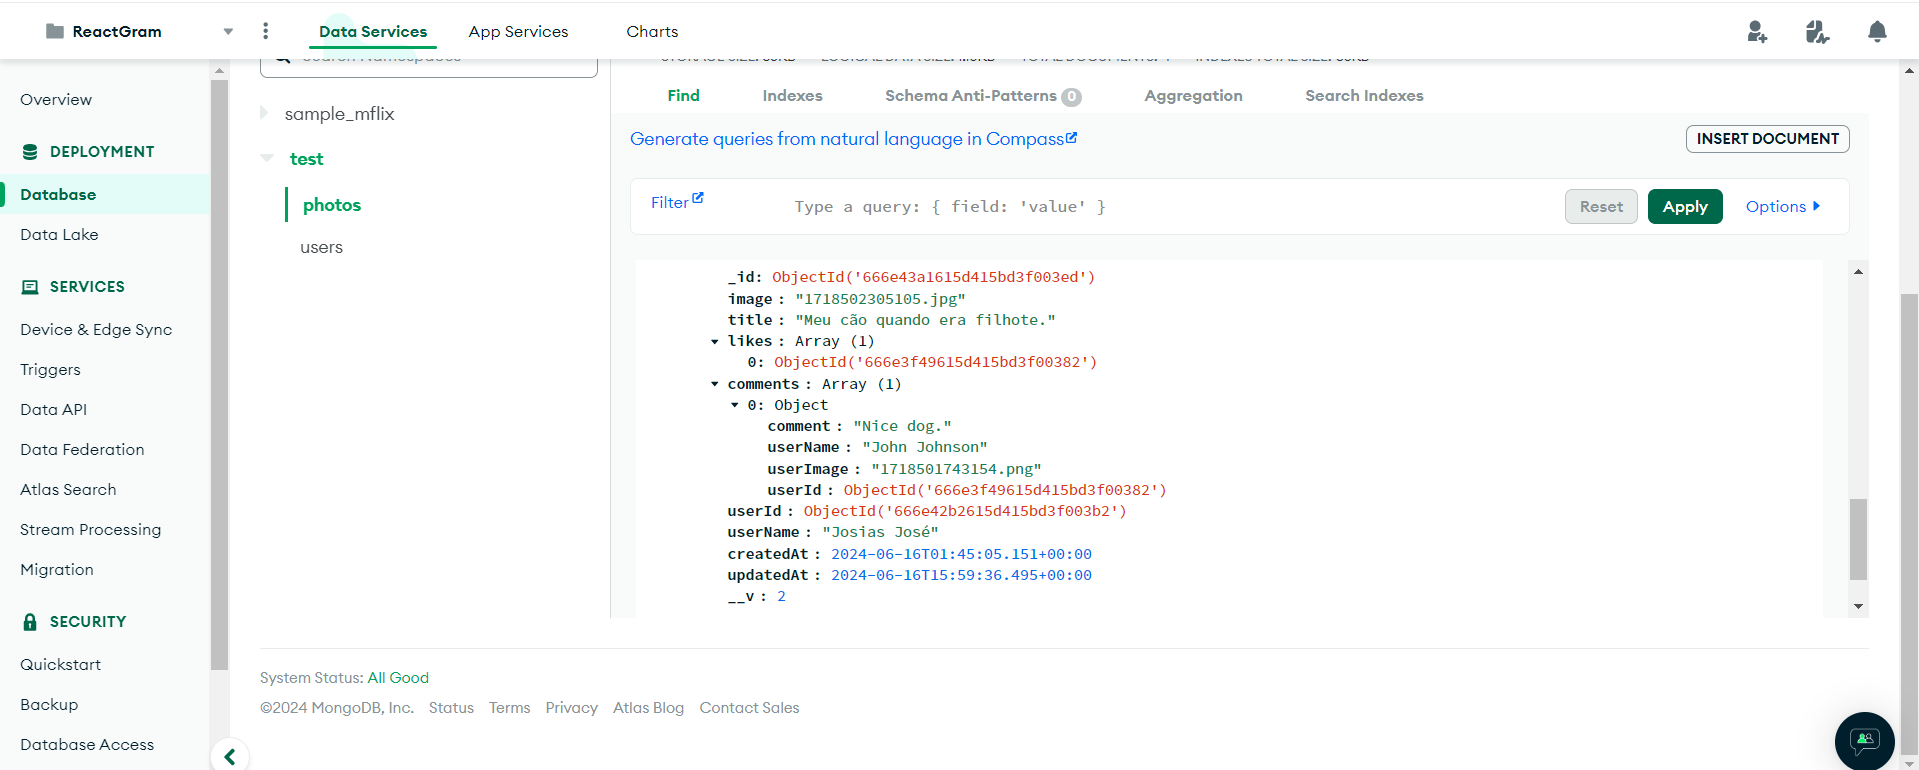 ReactGram
Data Services
App Services
Charts
Overview
DEPLOYMENT
Database
Data Lake
SERVICES
Device & Edge Sync
Triggers
Data API
Data Federation
Atlas Search
Stream Processing
Migration
SECURITY
Quickstart
Backup
Database Access
Search Namespaces
sample_mflix
test
photos
users
Find
Indexes
Schema Anti-Patterns 0
Aggregation
Search Indexes
Generate queries from natural language in Compass
INSERT DOCUMENT
Filter
Type a query: { field: 'value' }
Reset
Apply
Options
_id: ObjectId('666e43a1615d415bd3f003ed')
image : "1718502305105.jpg"
title : "Meu cão quando era filhote."
likes : Array (1)
0: ObjectId('666e3f49615d415bd3f00382')
comments : Array (1)
0: Object
comment : "Nice dog."
userName : "John Johnson"
userImage : "1718501743154.png"
userId : ObjectId('666e3f49615d415bd3f00382')
userId : ObjectId('666e42b2615d415bd3f003b2')
userName : "Josias José"
createdAt : 2024-06-16T01:45:05.151+00:00
updatedAt : 2024-06-16T15:59:36.495+00:00
__v : 2
System Status: All Good
©2024 MongoDB, Inc. Status Terms Privacy Atlas Blog Contact Sales